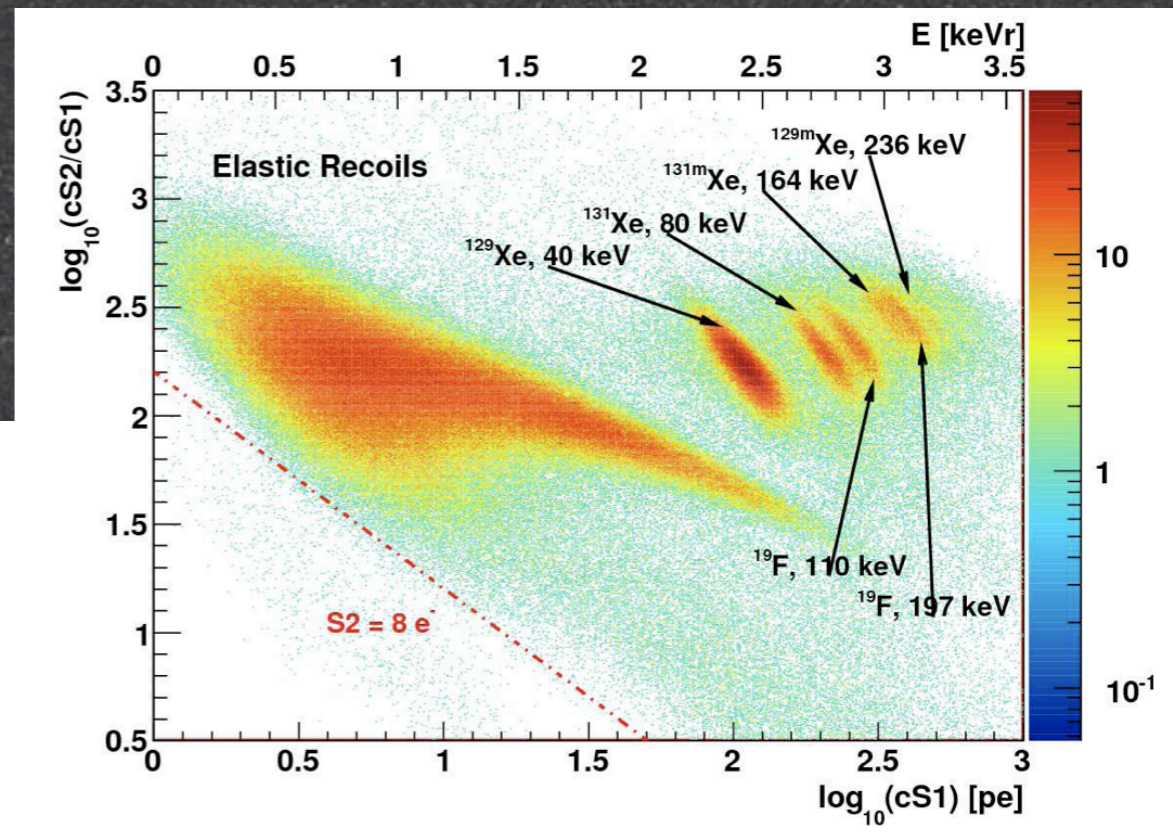 E [keVr]
0 0.5 1 1.5 2 2.5 3 3.5
log10(cS2/cS1)
3.5
3
2.5
2
1.5
1
0.5
Elastic Recoils
129mXe, 236 keV
131mXe, 164 keV
131Xe, 80 keV
129Xe, 40 keV
19F, 110 keV
19F, 197 keV
S2 = 8 e-
0 0.5 1 1.5 2 2.5 3
log10(cS1) [pe]
10
1
10-1